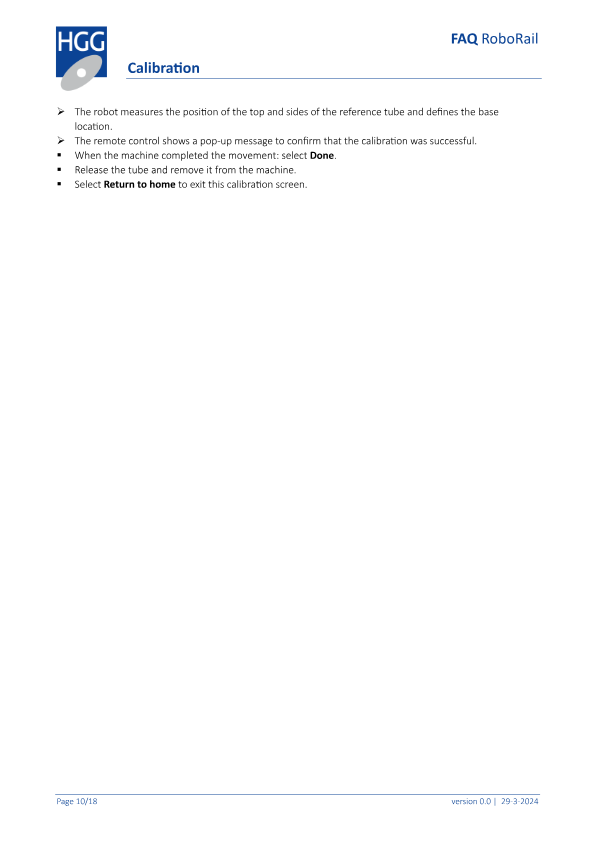 HGG
FAQ RoboRail
Calibration
➢ The robot measures the position of the top and sides of the reference tube and defines the base
location.
➢ The remote control shows a pop-up message to confirm that the calibration was successful.
▪ When the machine completed the movement: select Done.
▪ Release the tube and remove it from the machine.
▪ Select Return to home to exit this calibration screen.
Page 10/18
version 0.0 | 29-3-2024